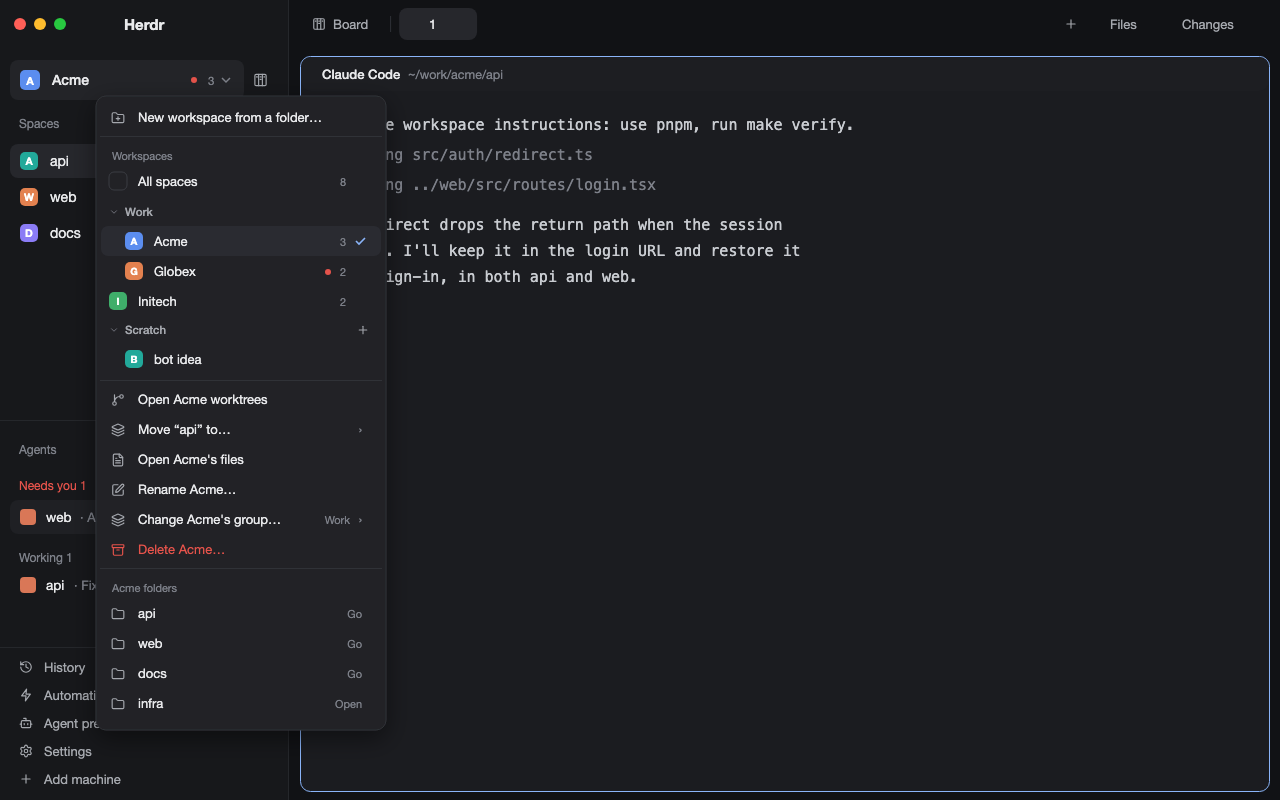 Herdr
Board
1
Files
Changes
A Acme 3
Claude Code ~/work/acme/api
Spaces
A api
W web
D docs
New workspace from a folder…
Workspaces
All spaces 8
Work
A Acme 3
G Globex 2
I Initech 2
Scratch
B bot idea
Open Acme worktrees
Move “api” to…
Open Acme's files
Rename Acme…
Change Acme's group… Work
Delete Acme…
Acme folders
api Go
web Go
docs Go
infra Open
workspace instructions: use pnpm, run make verify.
src/auth/redirect.ts
../web/src/routes/login.tsx
drops the return path when the session
. I'll keep it in the login URL and restore it
in both api and web.
Agents
Needs you 1
web · A
Working 1
api · Fix
History
Settings
Add machine